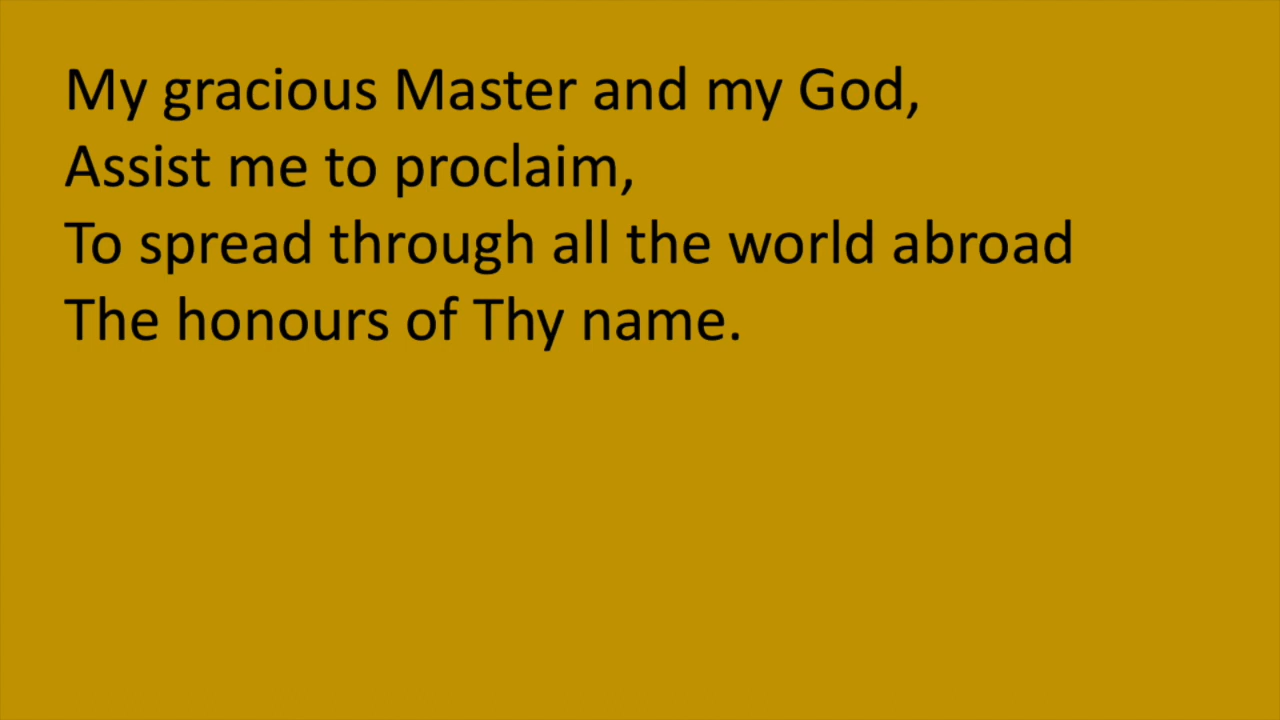 My gracious Master and my God,
Assist me to proclaim,
To spread through all the world abroad
The honours of Thy name.